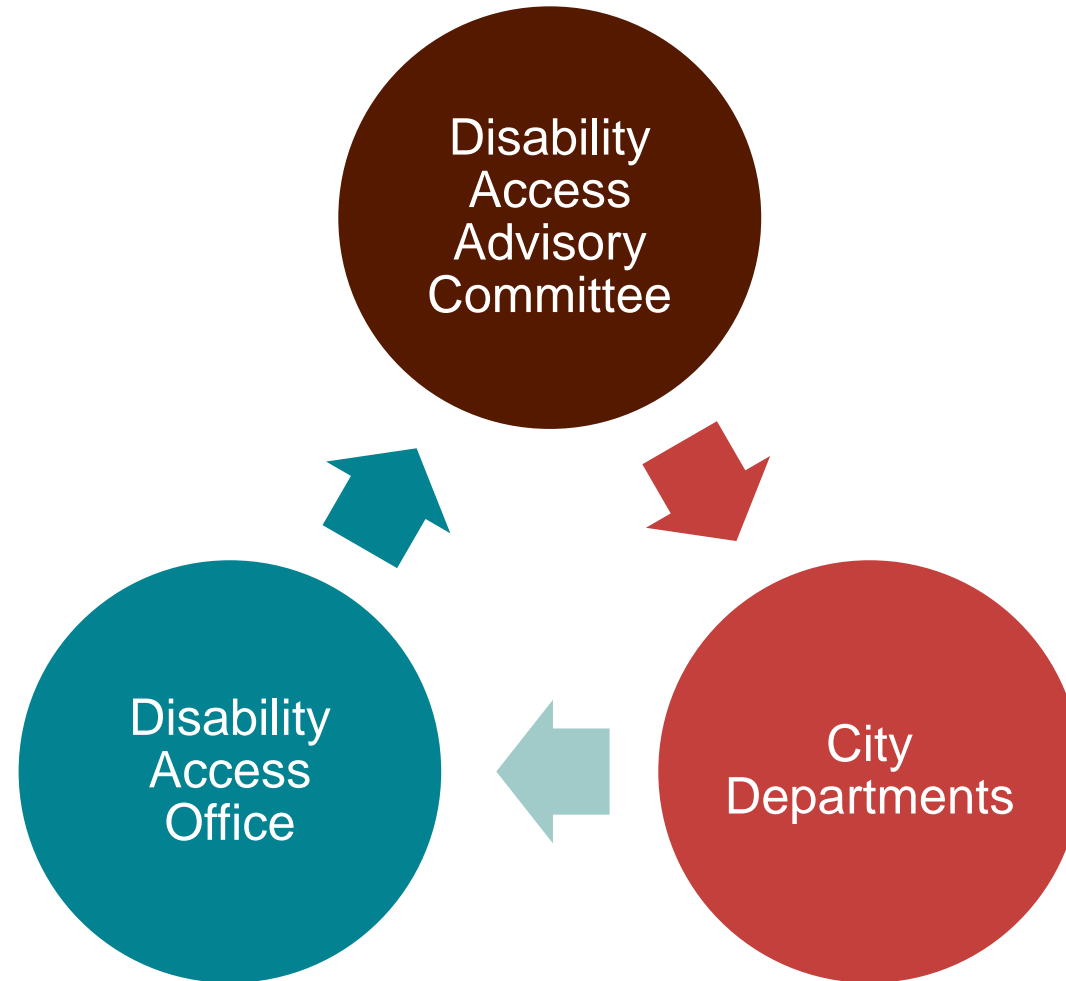 Disability
Access
Advisory
Committee
Disability
Access
Office
City
Departments